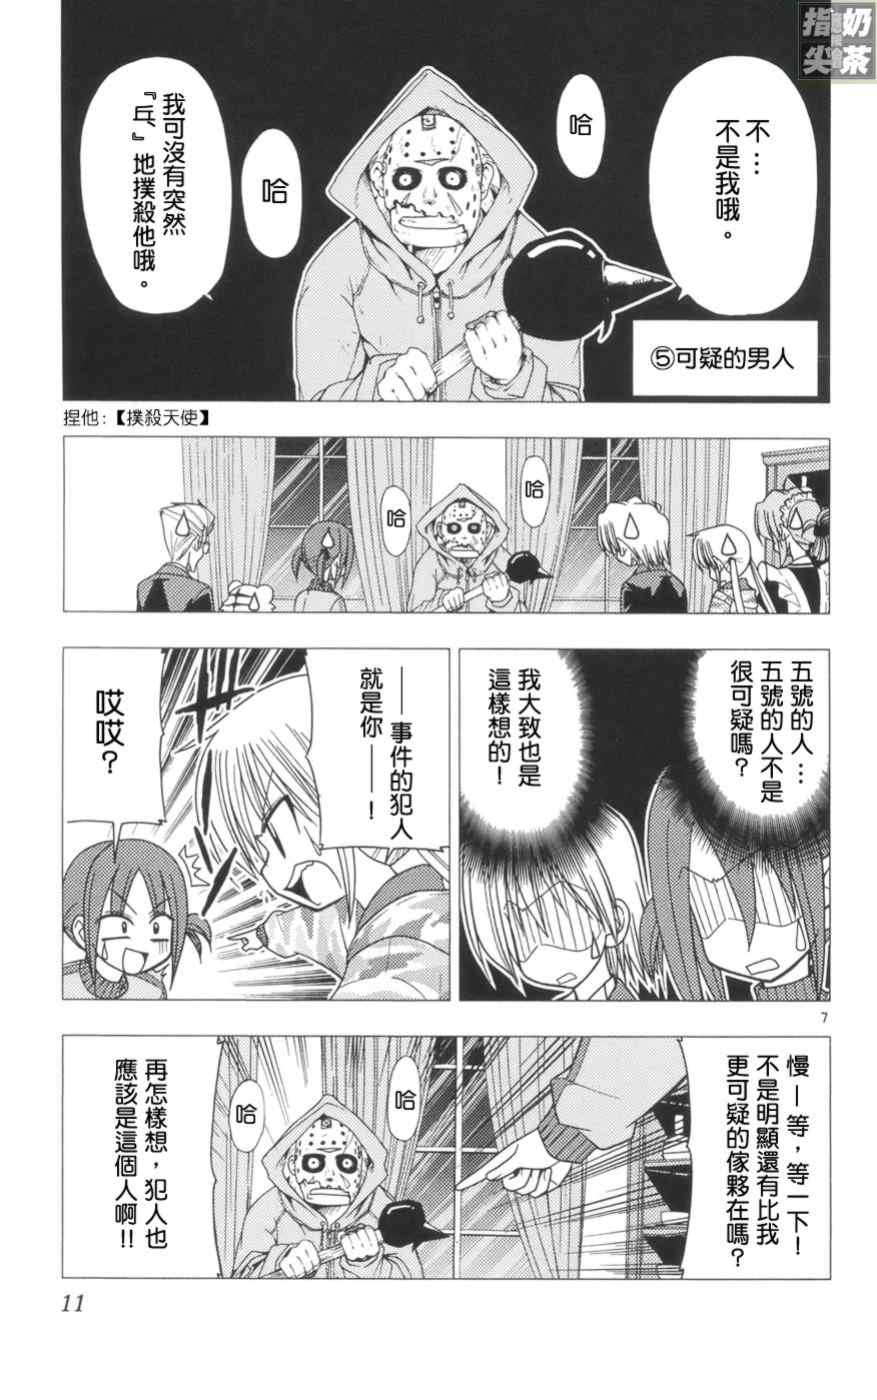 指奶
尖茶
不…
不是我哦。
哈
哈
我可沒有突然
『乓、』地撲殺他哦。
⑤可疑的男人
捏他：【撲殺天使】
哈
哈
五號的人…
五號的人不是
很可疑嗎？
我大致也是
這樣想的！
——事件的犯人
就是你——！
哎哎？
7
慢—等，等一下！
不是明顯還有比我
更可疑的傢夥在嗎？
哈
哈
再怎樣想，犯人也
應該是這個人啊!!
11